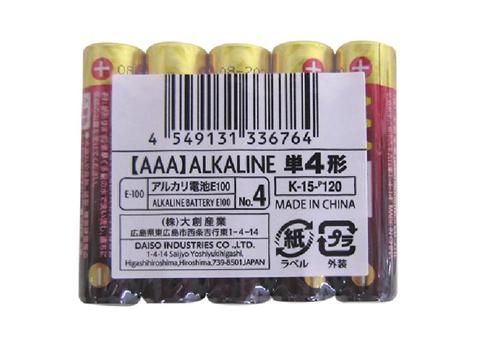 4 549131 336764
【AAA】ALKALINE 単4形
E-100
アルカリ電池E100
ALKALINE BATTERY E100
No.4
K-15-P120
MADE IN CHINA
(株)大創産業
広島県東広島市西条吉行東1-4-14
DAISO INDUSTRIES CO.,LTD.
1-4-14 Saijyo Yoshiyukihigashi,
Higashihiroshima,Hiroshima,739-8501,JAPAN
紙
ラベル
プラ
外装